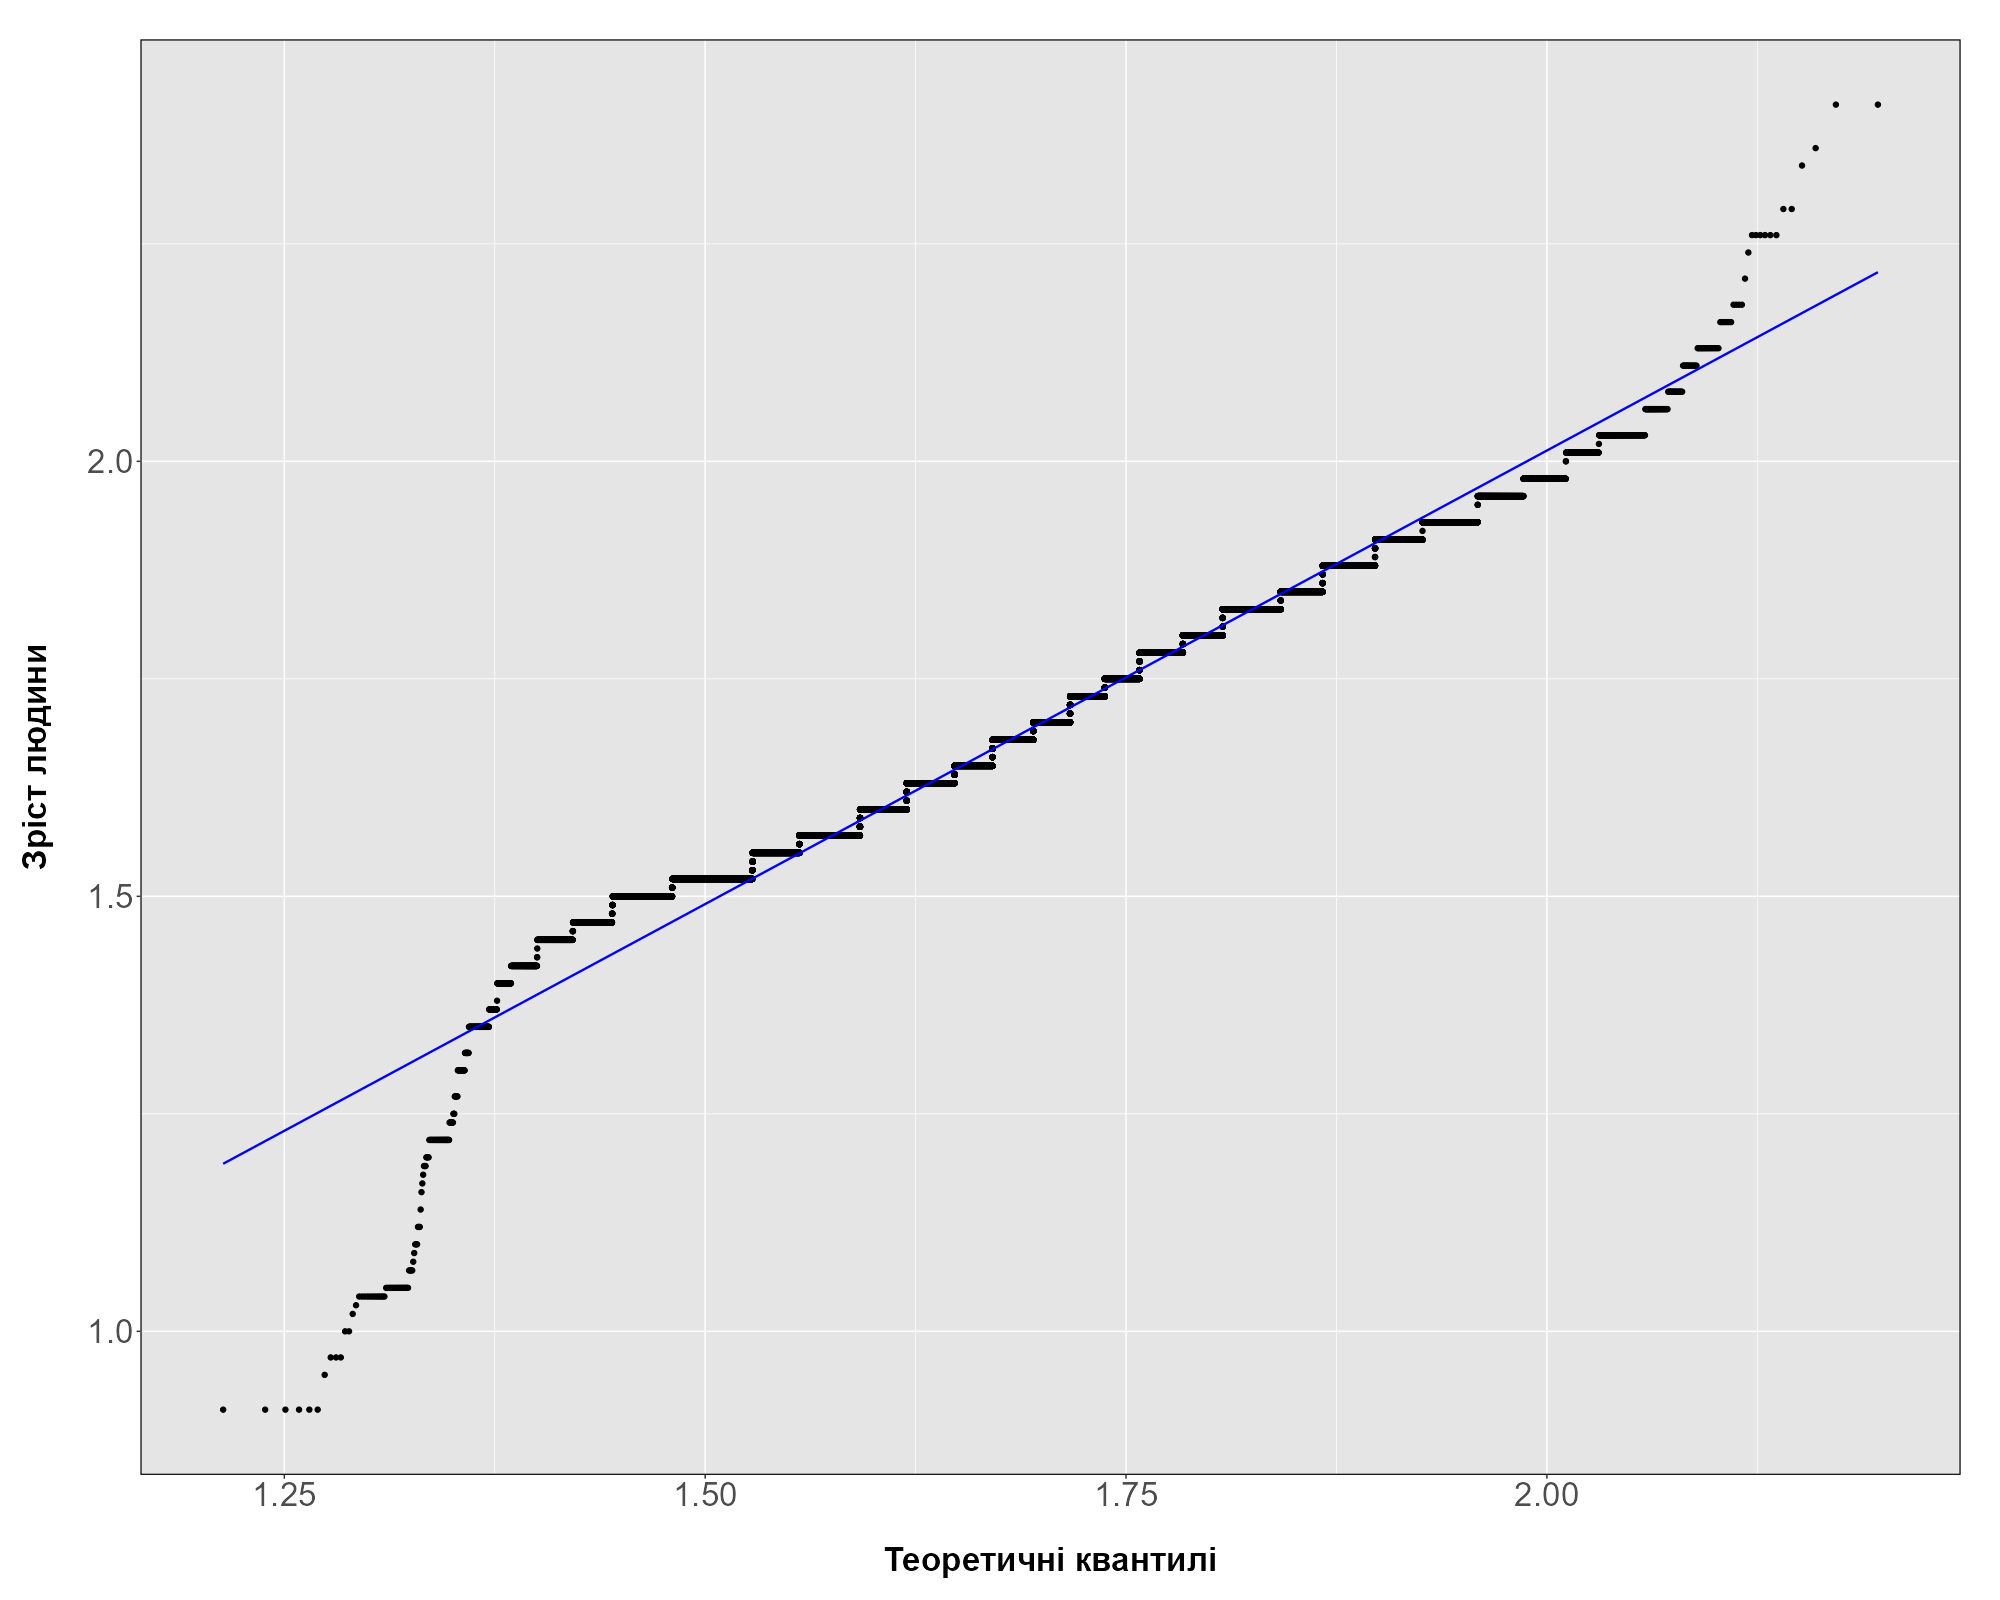 Зріст людини
2.0
1.5
1.0
1.25 1.50 1.75 2.00
Теоретичні квантилі